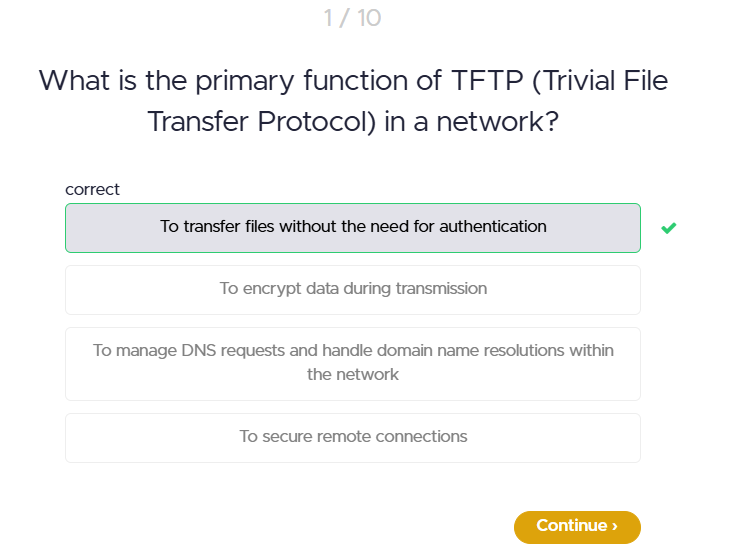 1 / 10
What is the primary function of TFTP (Trivial File
Transfer Protocol) in a network?
correct
To transfer files without the need for authentication
To encrypt data during transmission
To manage DNS requests and handle domain name resolutions within
the network
To secure remote connections
Continue ›